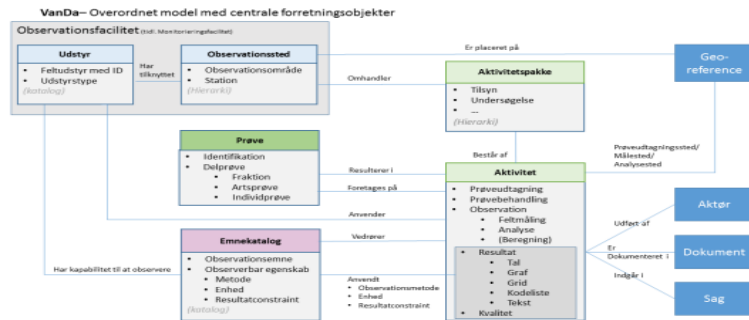 VanDa– Overordnet model med centrale forretningsobjekter
Observationsfacilitet (tidl. Monitoriaringsfacilitet)
Udstyr
• Feltudstyr med ID
• Udstyrstype
(katalog)
Har
tilknyttet
Observationssted
• Observationsområde
• Station
(Hierarki)
Er placeret på
Geo-
reference
Omhandler
Aktivitetspakke
• Tilsyn
• Undersøgelse
• ...
(Hierarki)
Prøve
• Identifikation
• Delprøve
• Fraktion
• Artsprøve
• Individprøve
Består af
Prøveudtagningssted/
Målested/
Analysested
Resulterer i
Foretages på
Anvender
Aktivitet
• Prøveudtagning
• Prøvebehandling
• Observation
• Feltmåling
• Analyse
• (Beregning)
• Resultat
• Tal
• Graf
• Grid
• Kodeliste
• Tekst
• Kvalitet
Emnekatalog
• Observationsemne
• Observerbar egenskab
• Metode
• Enhed
• Resultatconstraint
(katalog)
Vedrører
Har kapabilitet til at observere
Anvendt
• Observationsmetode
• Enhed
• Resultatconstraint
Udført af
Er
Dokumenteret i
Indgår i
Aktør
Dokument
Sag